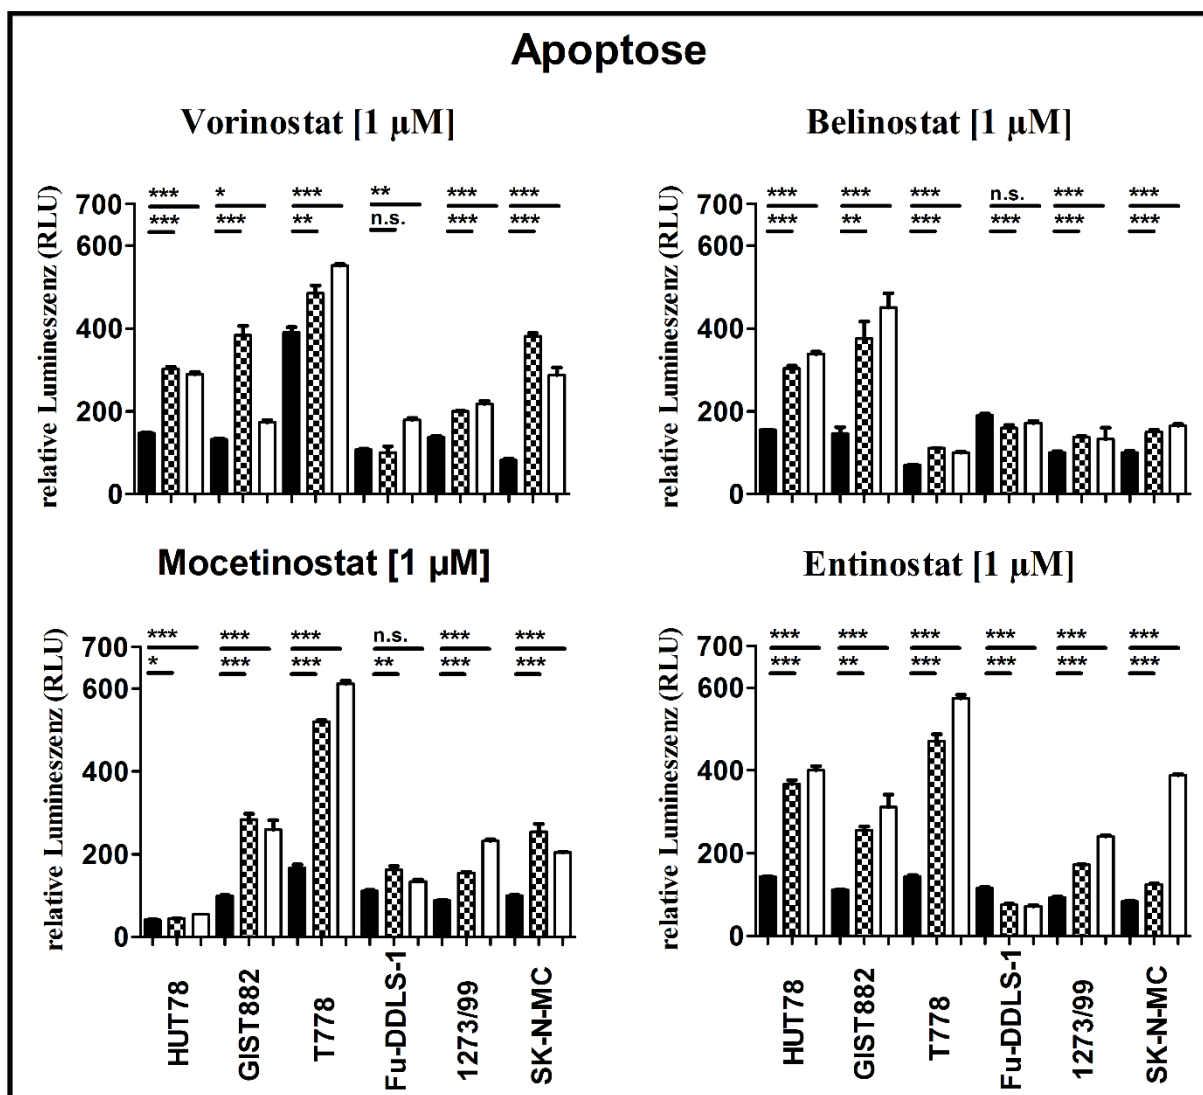 Apoptose
Vorinostat [1 µM]
relative Lumineszenz (RLU)
700
600
400
200
0
*** * *** ** *** ***
*** *** ** n.s. *** ***
Belinostat [1 µM]
relative Lumineszenz (RLU)
700
600
400
200
0
*** *** *** n.s. *** ***
*** ** *** *** *** ***
Mocetinostat [1 µM]
relative Lumineszenz (RLU)
700
600
400
200
0
*** *** *** n.s. *** ***
* *** *** ** *** ***
HUT78
GIST882
T778
Fu-DDLS-1
1273/99
SK-N-MC
Entinostat [1 µM]
relative Lumineszenz (RLU)
700
600
400
200
0
*** *** *** *** *** ***
*** ** *** *** *** ***
HUT78
GIST882
T778
Fu-DDLS-1
1273/99
SK-N-MC